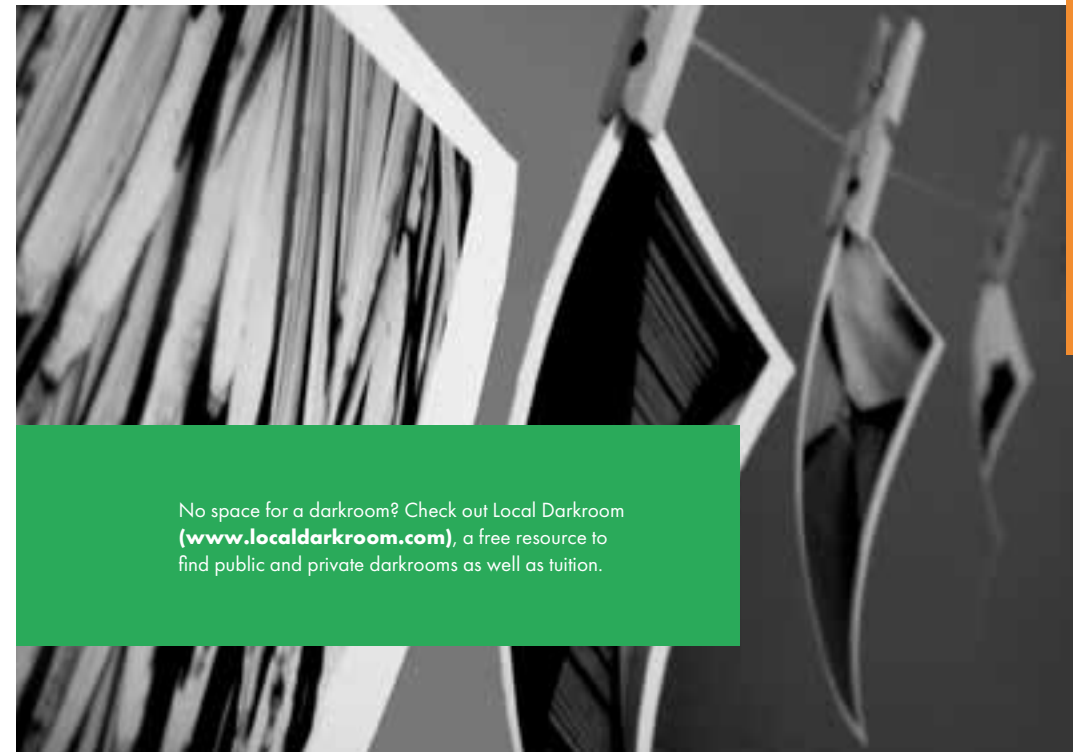 No space for a darkroom? Check out Local Darkroom
(www.localdarkroom.com), a free resource to
find public and private darkrooms as well as tuition.